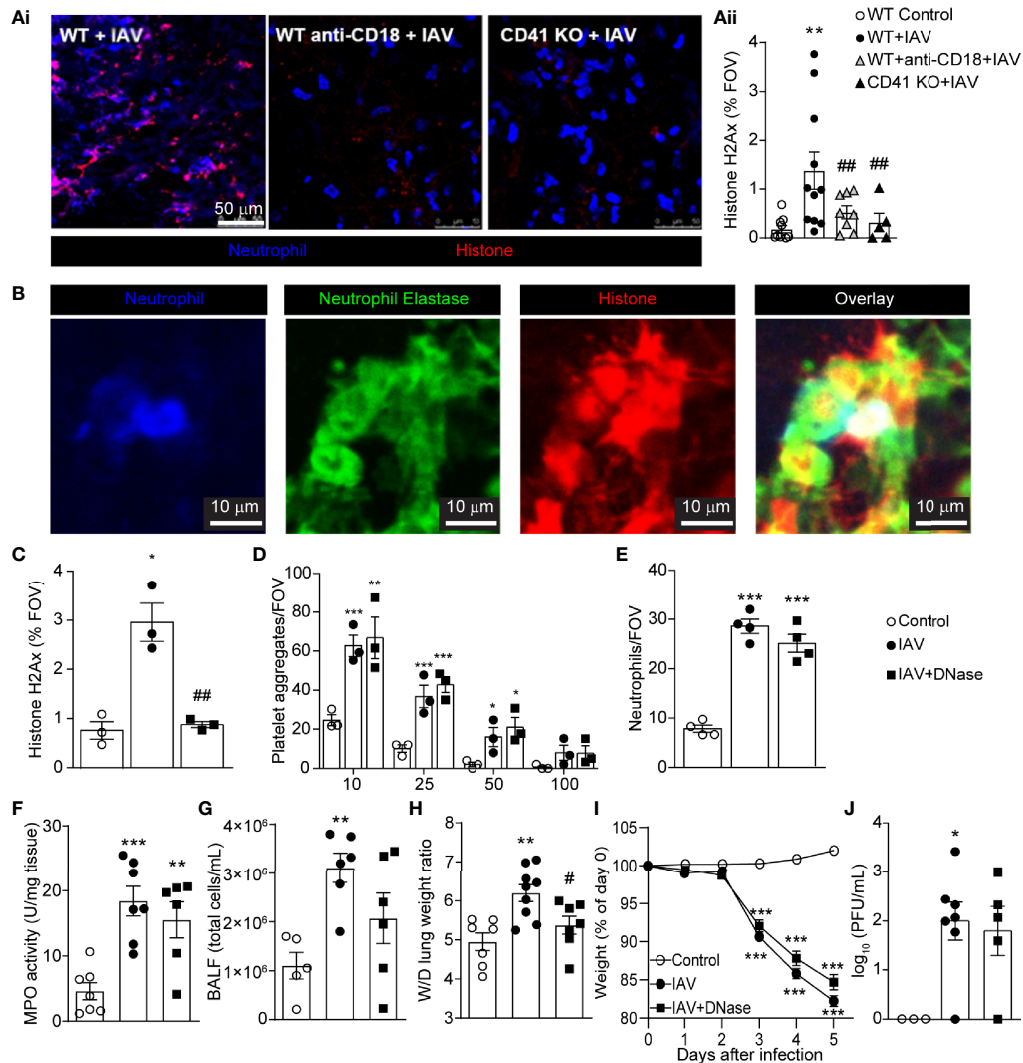 Ai
WT + IAV
WT anti-CD18 + IAV
CD41 KO + IAV
50 μm
Neutrophil
Histone
Aii
WT Control
WT+IAV
WT+anti-CD18+IAV
CD41 KO+IAV
Histone H2Ax (% FOV)
4
3
2
1
0
**
##
##
B
Neutrophil
Neutrophil Elastase
Histone
Overlay
10 μm
10 μm
10 μm
10 μm
C
Histone H2Ax (% FOV)
4
3
2
1
0
*
##
D
Platelet aggregates/FOV
100
80
60
40
20
0
***
**
***
***
*
*
10
25
50
100
E
Neutrophils/FOV
40
30
20
10
0
***
***
Control
IAV
IAV+DNase
F
MPO activity (U/mg tissue)
30
20
10
0
***
**
G
BALF (total cells/mL)
4×10⁶
3×10⁶
2×10⁶
1×10⁶
0
**
H
W/D lung weight ratio
8
7
6
5
4
3
**
#
I
Weight (% of day 0)
105
100
95
90
85
80
***
***
***
***
***
***
Control
IAV
IAV+DNase
0
1
2
3
4
5
Days after infection
J
log₁₀ (PFU/mL)
4
3
2
1
0
*